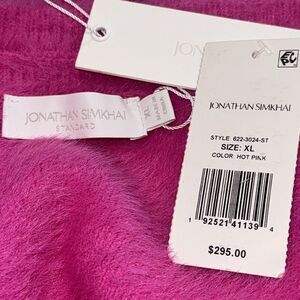 JONATHAN SIMKHAI
STANDARD
XL
JONATHAN SIMKHAI
STYLE: 622-3024-ST
SIZE: XL
COLOR: HOT PINK
1 92521 41139 4
$295.00